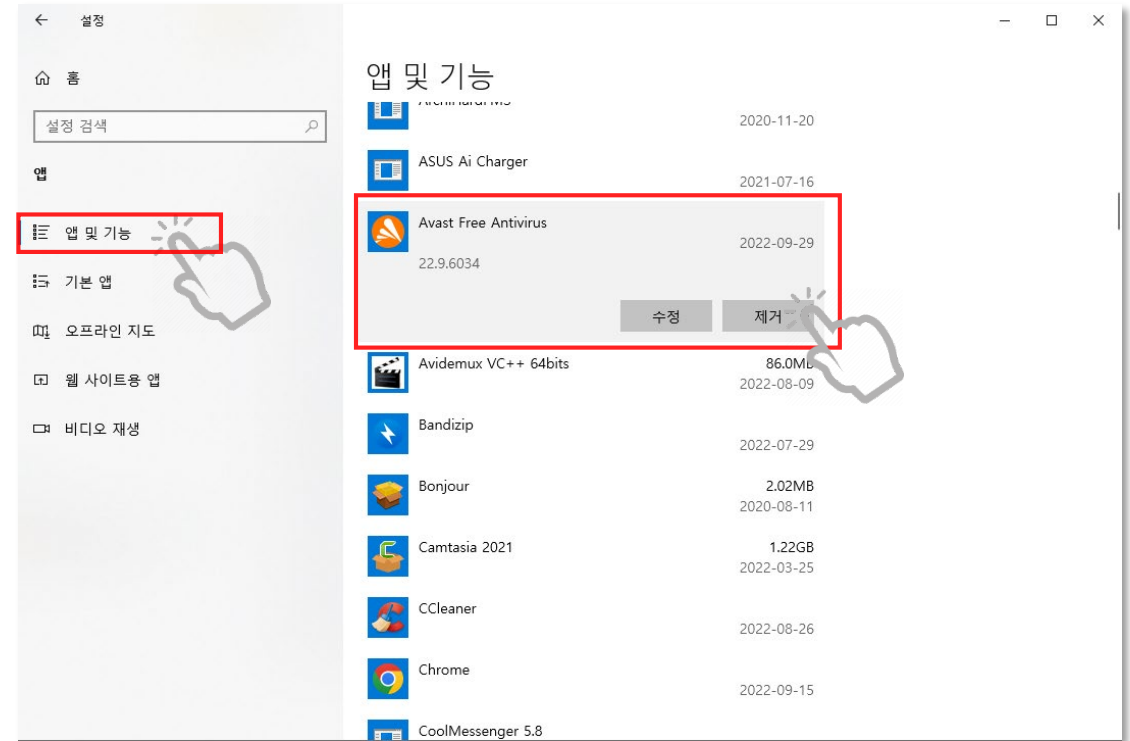 설정
홈
설정 검색
앱
앱 및 기능
기본 앱
오프라인 지도
웹 사이트용 앱
비디오 재생
앱 및 기능
2020-11-20
ASUS Ai Charger
2021-07-16
Avast Free Antivirus
2022-09-29
22.9.6034
수정 제거
Avidemux VC++ 64bits 86.0MB
2022-08-09
Bandizip
2022-07-29
Bonjour 2.02MB
2020-08-11
Camtasia 2021 1.22GB
2022-03-25
CCleaner
2022-08-26
Chrome
2022-09-15
CoolMessenger 5.8